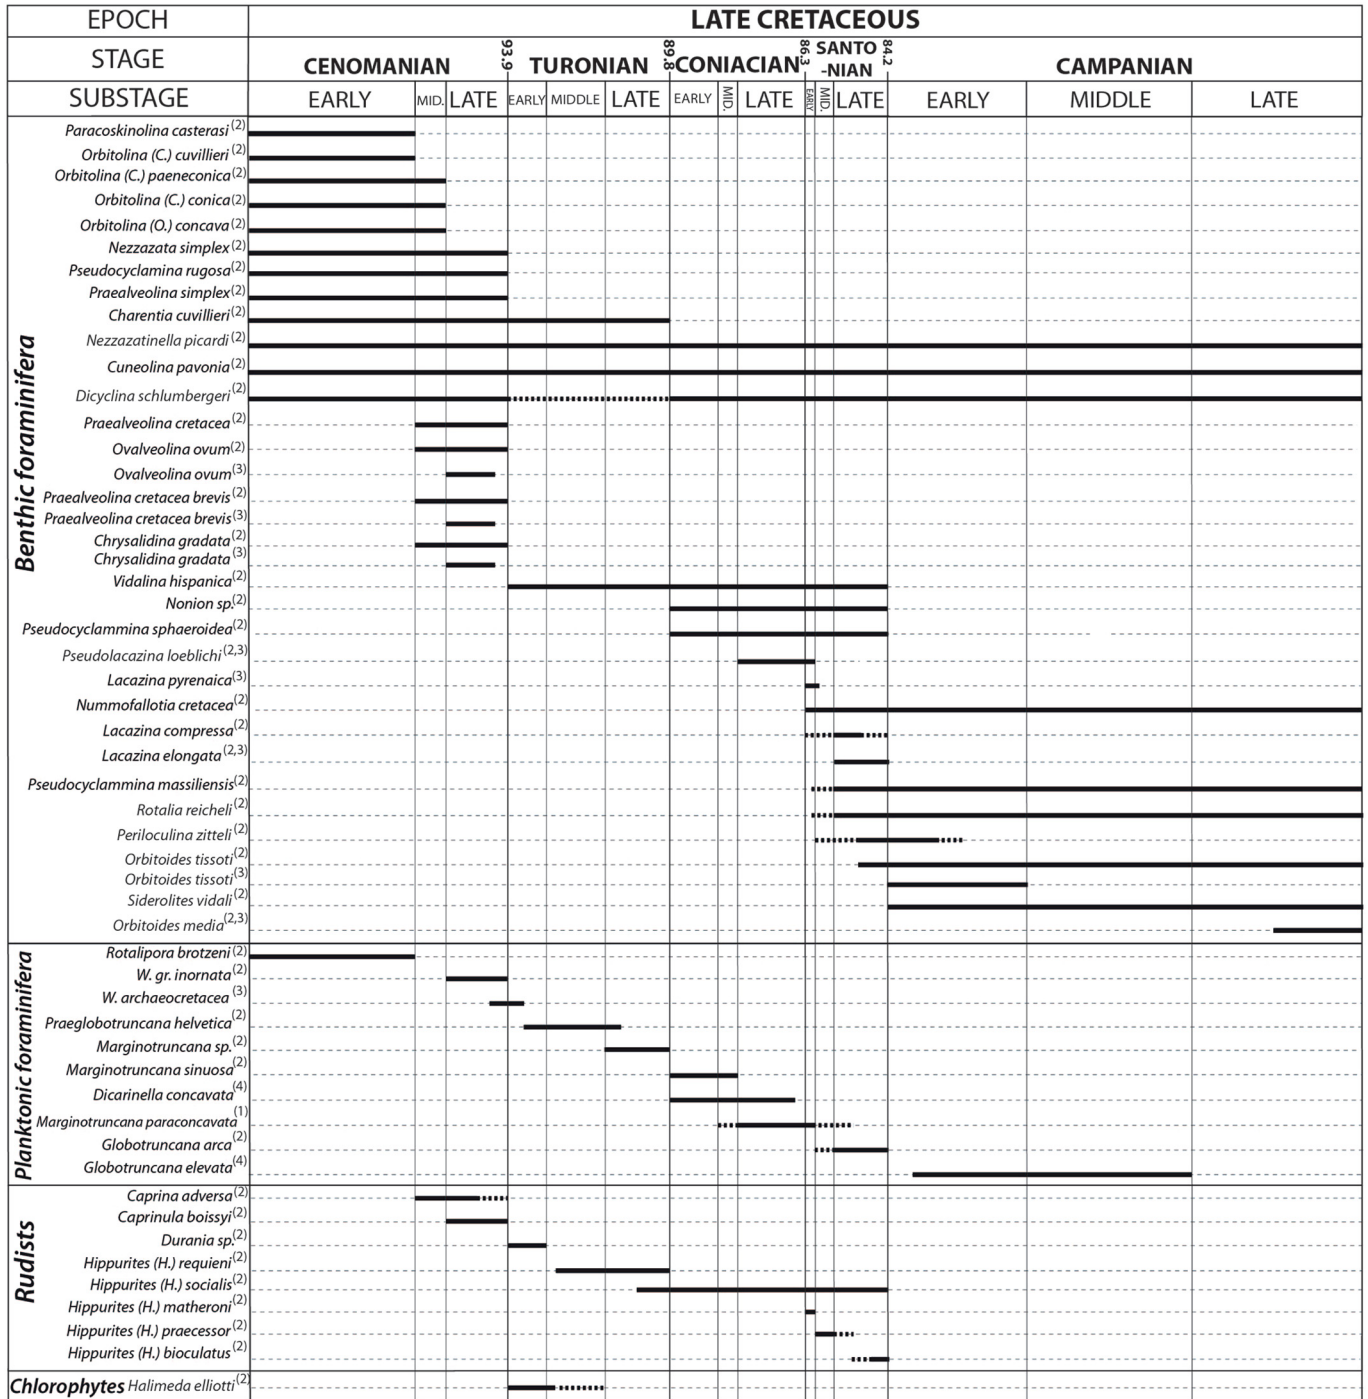 EPOCH LATE CRETACEOUS
STAGE CENOMANIAN 93.9 TURONIAN 89.8 CONIACIAN 86.3 SANTO-NIAN 84.2 CAMPANIAN
SUBSTAGE EARLY MID. LATE EARLY MIDDLE LATE EARLY MID. LATE EARLY MID. LATE EARLY MIDDLE LATE
Benthic foraminifera
Paracoskinolina casterasi (2)
Orbitolina (C.) cuvillieri (2)
Orbitolina (C.) paeneconica (2)
Orbitolina (C.) conica (2)
Orbitolina (O.) concava (2)
Nezzazata simplex (2)
Pseudocyclamina rugosa (2)
Praealveolina simplex (2)
Charentia cuvillieri (2)
Nezzazatinella picardi (2)
Cuneolina pavonia (2)
Dicyclina schlumbergeri (2)
Praealveolina cretacea (2)
Ovalveolina ovum (2)
Ovalveolina ovum (3)
Praealveolina cretacea brevis (2)
Praealveolina cretacea brevis (3)
Chrysalidina gradata (2)
Chrysalidina gradata (3)
Vidalina hispanica (2)
Nonion sp. (2)
Pseudocyclammina sphaeroidea (2)
Pseudolacazina loeblichi (2,3)
Lacazina pyrenaica (3)
Nummofallotia cretacea (2)
Lacazina compressa (2)
Lacazina elongata (2,3)
Pseudocyclammina massiliensis (2)
Rotalia reicheli (2)
Periloculina zitteli (2)
Orbitoides tissoti (2)
Orbitoides tissoti (3)
Siderolites vidali (2)
Orbitoides media (2,3)
Planktonic foraminifera
Rotalipora brotzeni (2)
W. gr. inornata (2)
W. archaeocretacea (3)
Praeglobotruncana helvetica (2)
Marginotruncana sp. (2)
Marginotruncana sinuosa (2)
Dicarinella concavata (4)
Marginotruncana paraconcavata (1)
Globotruncana arca (2)
Globotruncana elevata (4)
Rudists
Caprina adversa (2)
Caprinula boissyi (2)
Durania sp. (2)
Hippurites (H.) requieni (2)
Hippurites (H.) socialis (2)
Hippurites (H.) matheroni (2)
Hippurites (H.) praecessor (2)
Hippurites (H.) bioculatus (2)
Chlorophytes Halimeda elliotti (2)